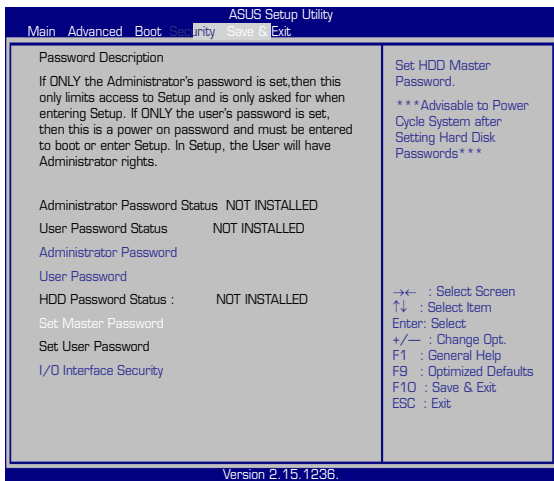 ASUS Setup Utility
Main Advanced Boot Security Save & Exit
Password Description
If ONLY the Administrator's password is set,then this
only limits access to Setup and is only asked for when
entering Setup. If ONLY the user's password is set,
then this is a power on password and must be entered
to boot or enter Setup. In Setup, the User will have
Administrator rights.
Administrator Password Status NOT INSTALLED
User Password Status NOT INSTALLED
Administrator Password
User Password
HDD Password Status : NOT INSTALLED
Set Master Password
Set User Password
I/O Interface Security
Set HDD Master
Password.
***Advisable to Power
Cycle System after
Setting Hard Disk
Passwords***
→← : Select Screen
↑↓ : Select Item
Enter: Select
+/— : Change Opt.
F1 : General Help
F9 : Optimized Defaults
F10 : Save & Exit
ESC : Exit
Version 2.15.1236.